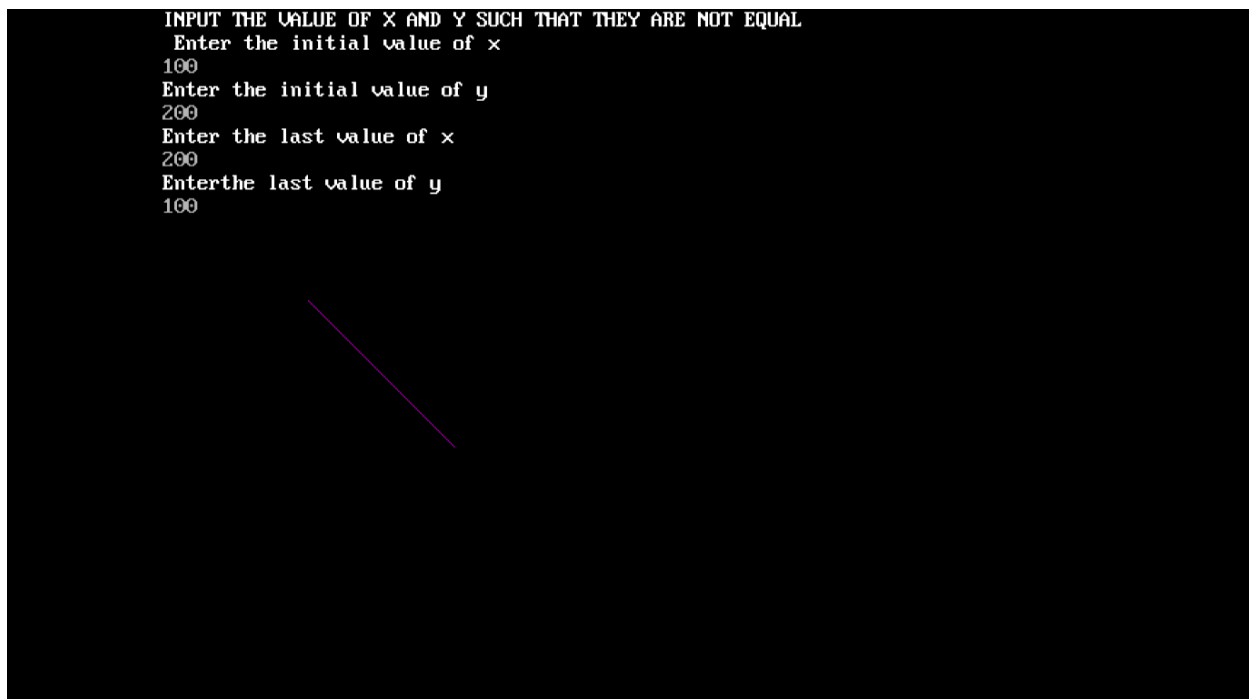 INPUT THE VALUE OF X AND Y SUCH THAT THEY ARE NOT EQUAL
Enter the initial value of x
100
Enter the initial value of y
200
Enter the last value of x
200
Enterthe last value of y
100